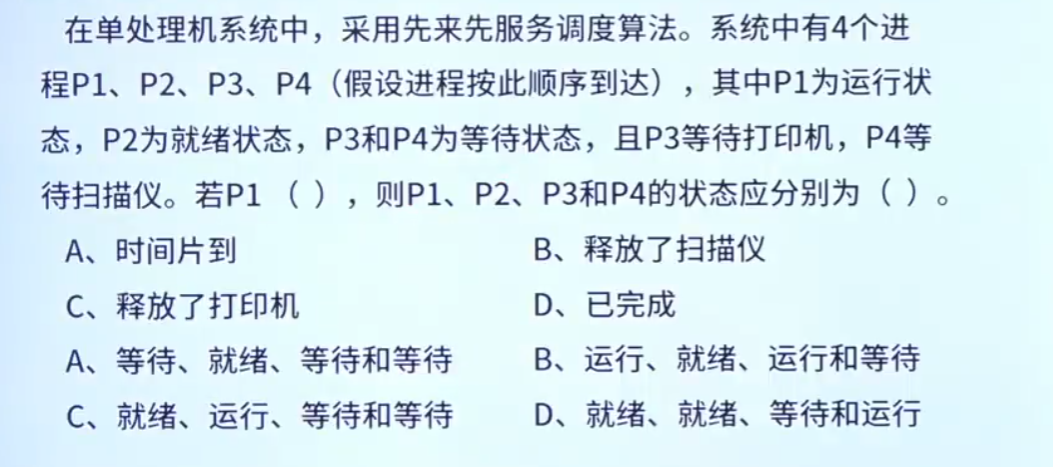 在单处理机系统中，采用先来先服务调度算法。系统中有4个进
程P1、P2、P3、P4（假设进程按此顺序到达），其中P1为运行状
态，P2为就绪状态，P3和P4为等待状态，且P3等待打印机，P4等
待扫描仪。若P1（ ），则P1、P2、P3和P4的状态应分别为（ ）。
A、时间片到 B、释放了扫描仪
C、释放了打印机 D、已完成
A、等待、就绪、等待和等待 B、运行、就绪、运行和等待
C、就绪、运行、等待和等待 D、就绪、就绪、等待和运行